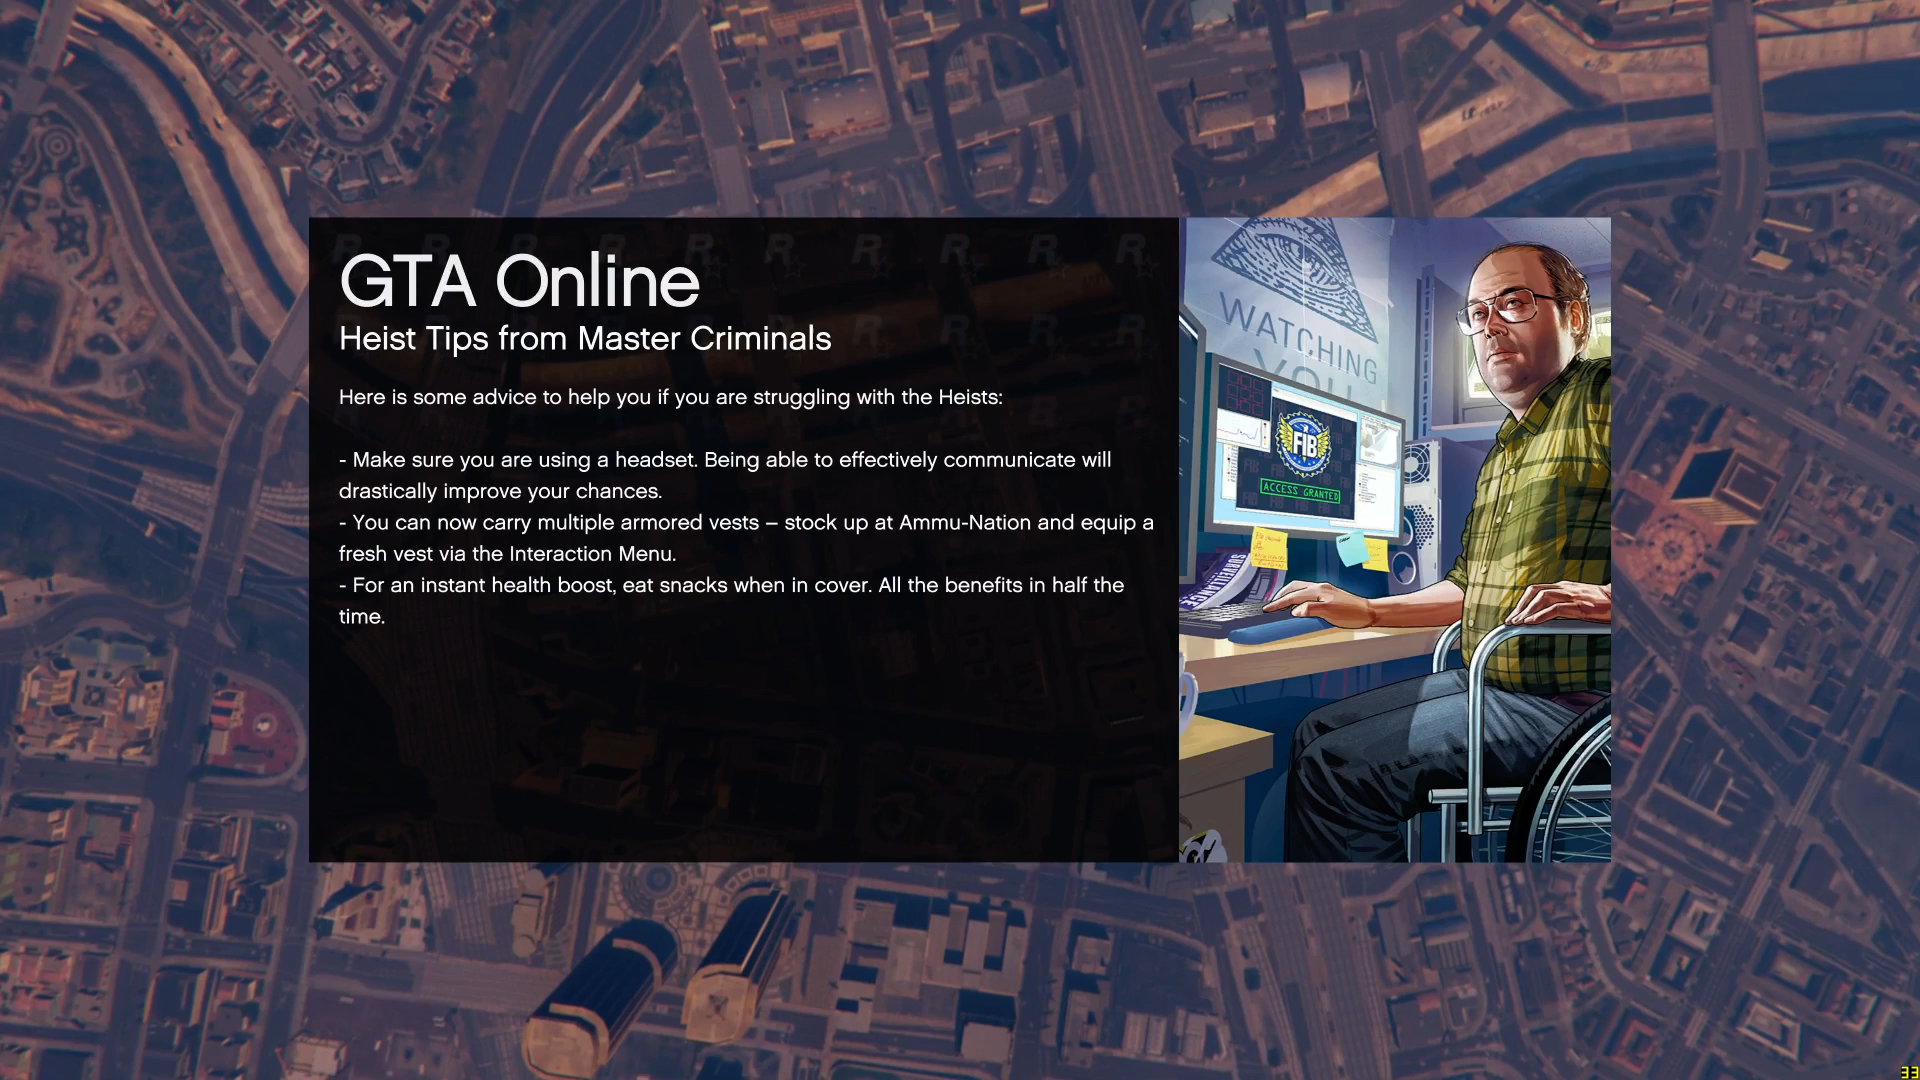 GTA Online
Heist Tips from Master Criminals
Here is some advice to help you if you are struggling with the Heists:
- Make sure you are using a headset. Being able to effectively communicate will
drastically improve your chances.
- You can now carry multiple armored vests – stock up at Ammu-Nation and equip a
fresh vest via the Interaction Menu.
- For an instant health boost, eat snacks when in cover. All the benefits in half the
time.
WATCHING
YOU
FIB
ACCESS GRANTED
SURVEILLANCE
33